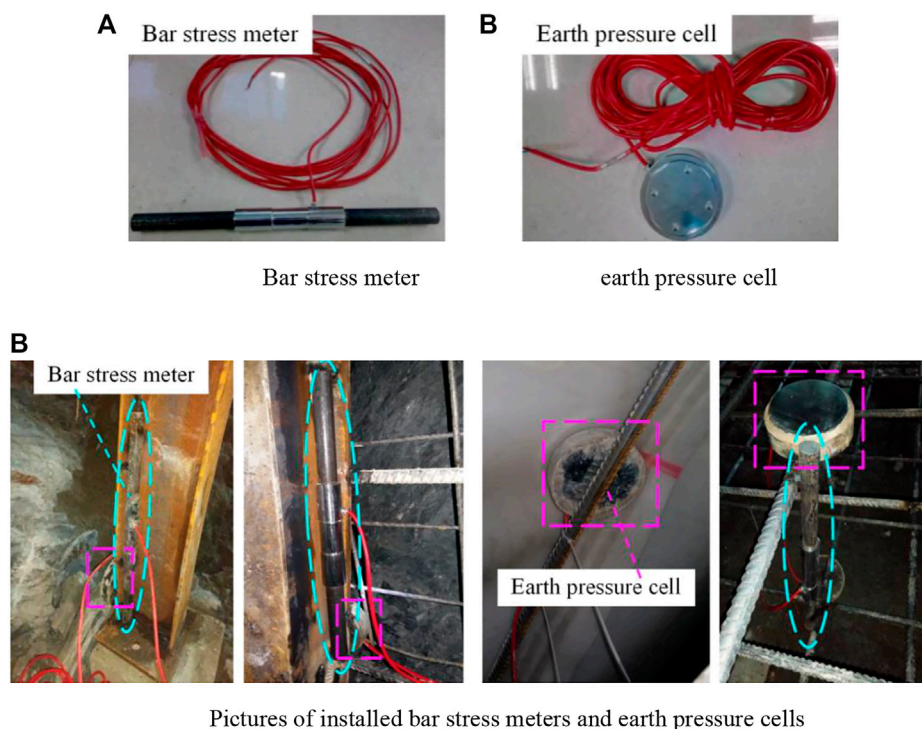 A
Bar stress meter
B
Earth pressure cell
Bar stress meter
earth pressure cell
B
Bar stress meter
Earth pressure cell
Pictures of installed bar stress meters and earth pressure cells